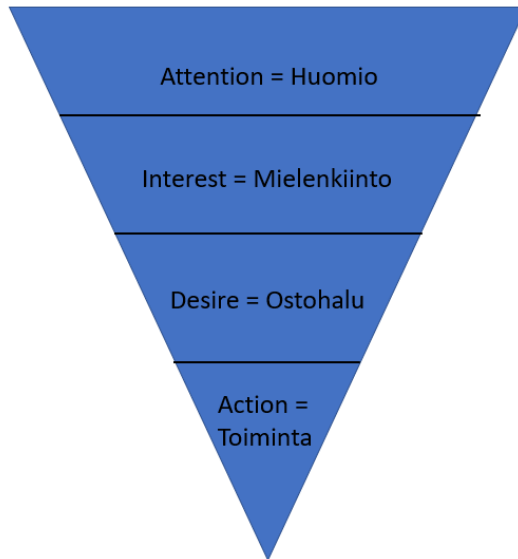 Attention = Huomio
Interest = Mielenkiinto
Desire = Ostohalu
Action =
Toiminta